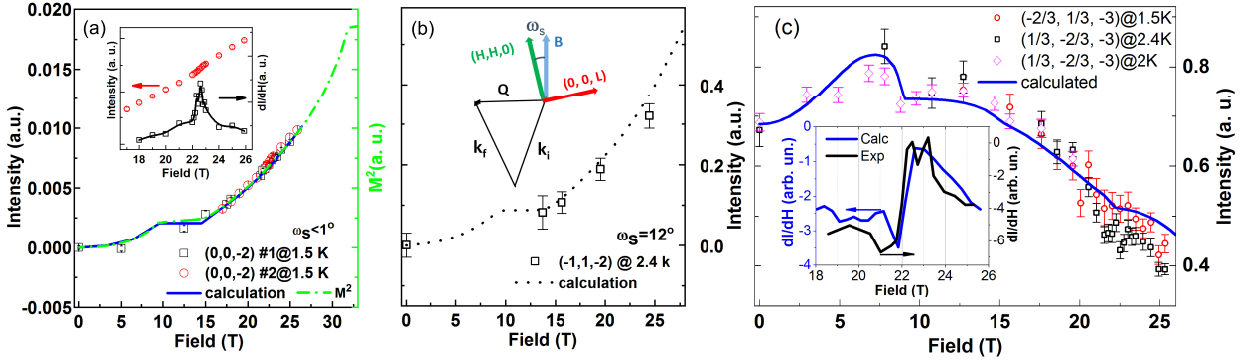 (a)
Intensity (a.u.)
0.020
0.015
0.010
0.005
0.000
-0.005
0 5 10 15 20 25 30
Field (T)
M²(a. u.)
Intensity (a.u.)
dI/dH(a. u.)
18 20 22 24 26
Field (T)
ωs<1°
(0,0,-2) #1@1.5 K
(0,0,-2) #2@1.5 K
calculation
M²
(b)
ωS
B
(H,H,0)
(0, 0, L)
Q
kf
ki
ωs=12°
(-1,1,-2) @ 2.4 k
calculation
0 5 10 15 20 25
Field (T)
0.4
0.2
0.0
Intensity (a.u.)
(c)
(-2/3, 1/3, -3)@1.5K
(1/3, -2/3, -3)@2.4K
(1/3, -2/3, -3)@2K
calculated
dI/dH (arb. un.)
0
-1
-2
-3
-4
Calc
Exp
0
-2
-4
-6
dI/dH (arb. un.)
18 20 22 24 26
Field (T)
0.8
0.6
0.4
Intensity (a. u.)
0 5 10 15 20 25
Field (T)